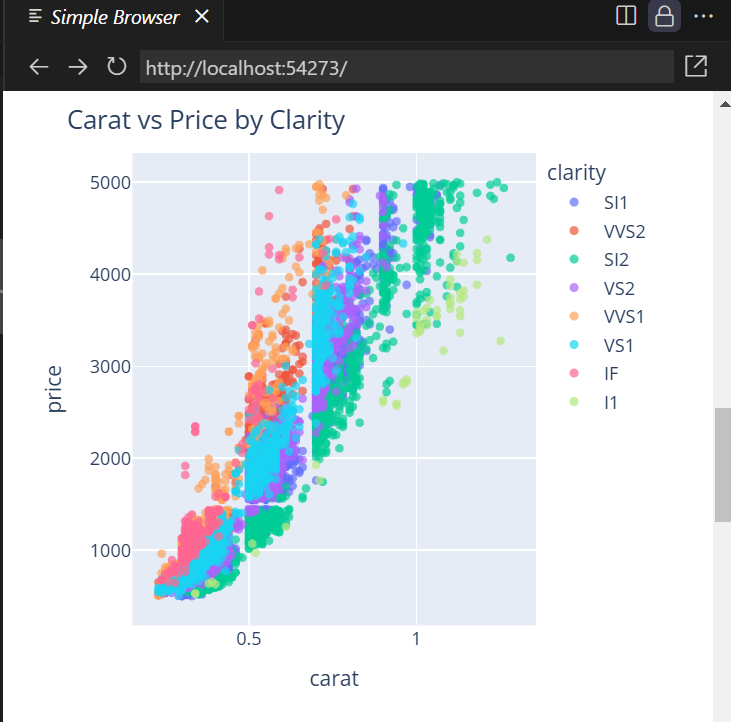 Simple Browser
http://localhost:54273/
Carat vs Price by Clarity
clarity
SI1
VVS2
SI2
VS2
VVS1
VS1
IF
I1
price
5000
4000
3000
2000
1000
0.5
1
carat